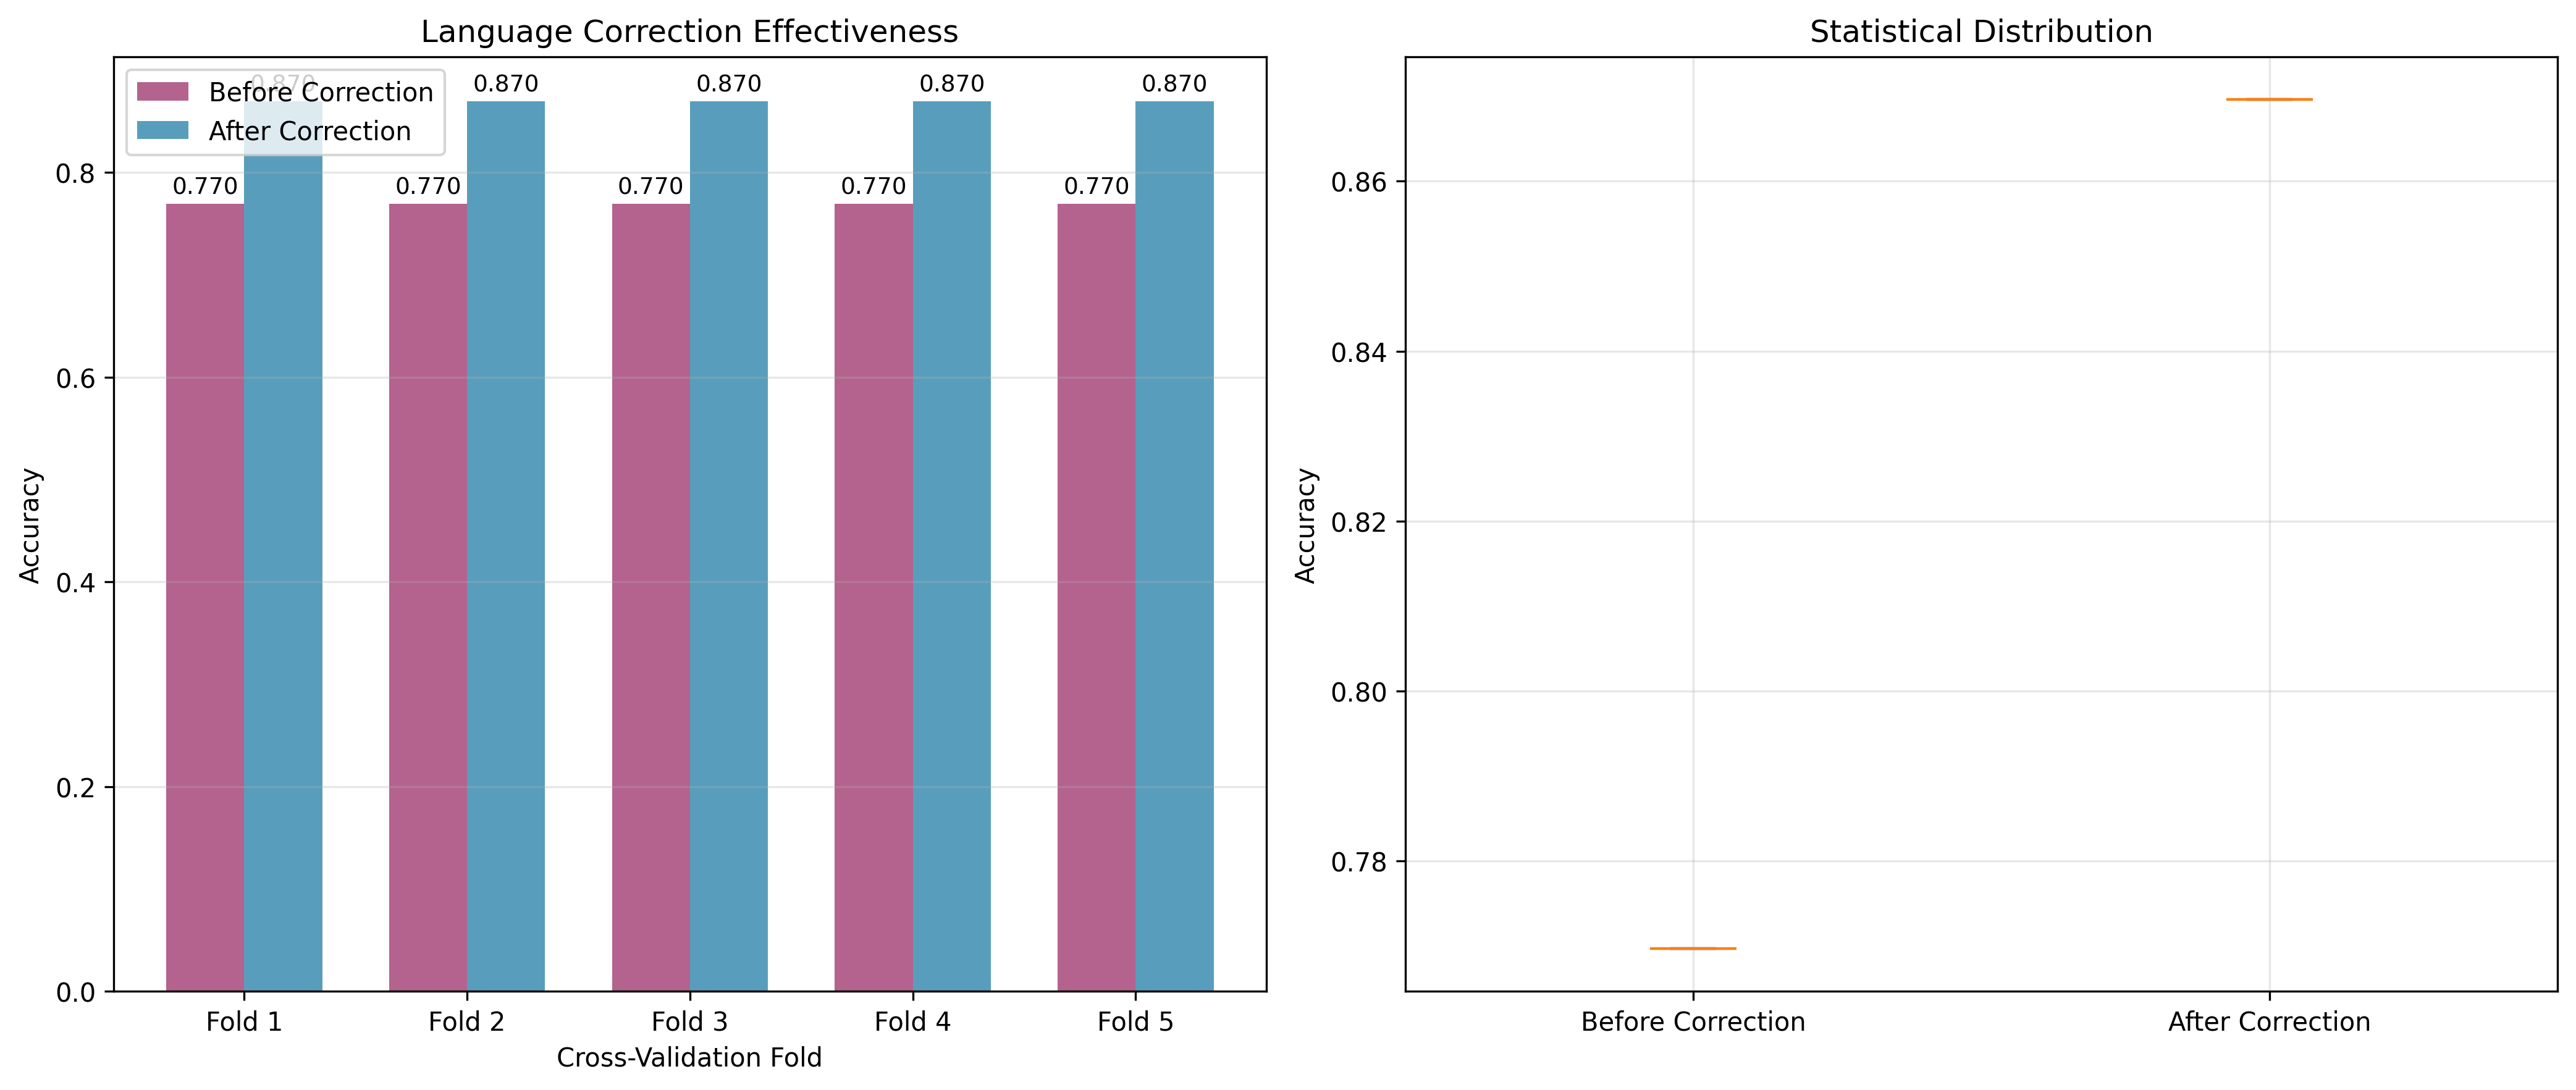 Language Correction Effectiveness
Before Correction
After Correction
0.870 0.870 0.870 0.870 0.870
0.770 0.770 0.770 0.770 0.770
0.8
0.6
0.4
0.2
0.0
Accuracy
Fold 1 Fold 2 Fold 3 Fold 4 Fold 5
Cross-Validation Fold
Statistical Distribution
0.86
0.84
0.82
0.80
0.78
Accuracy
Before Correction After Correction